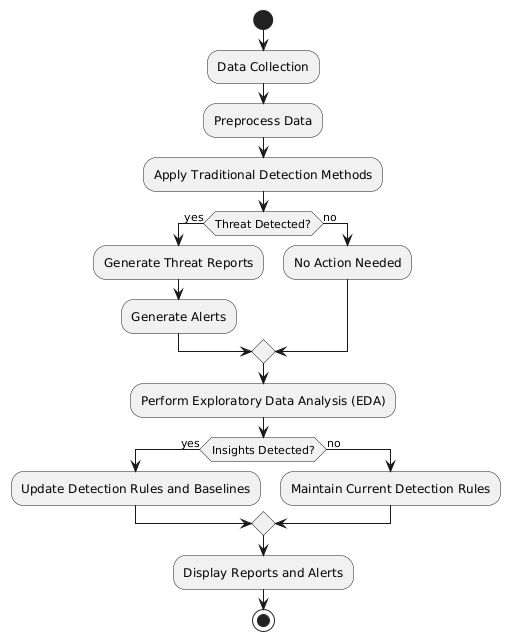 Data Collection
Preprocess Data
Apply Traditional Detection Methods
yes
Threat Detected?
no
Generate Threat Reports
No Action Needed
Generate Alerts
Perform Exploratory Data Analysis (EDA)
yes
Insights Detected?
no
Update Detection Rules and Baselines
Maintain Current Detection Rules
Display Reports and Alerts